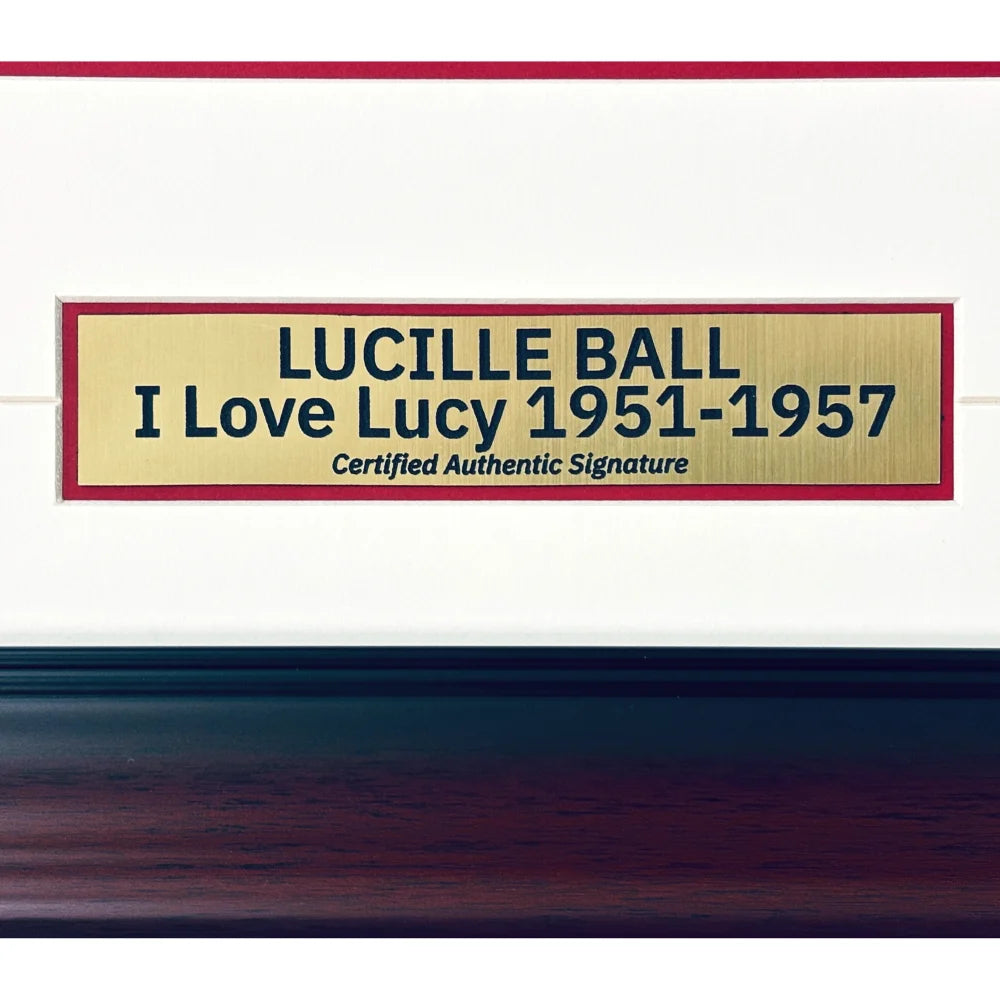 LUCILLE BALL
I Love Lucy 1951-1957
Certified Authentic Signature